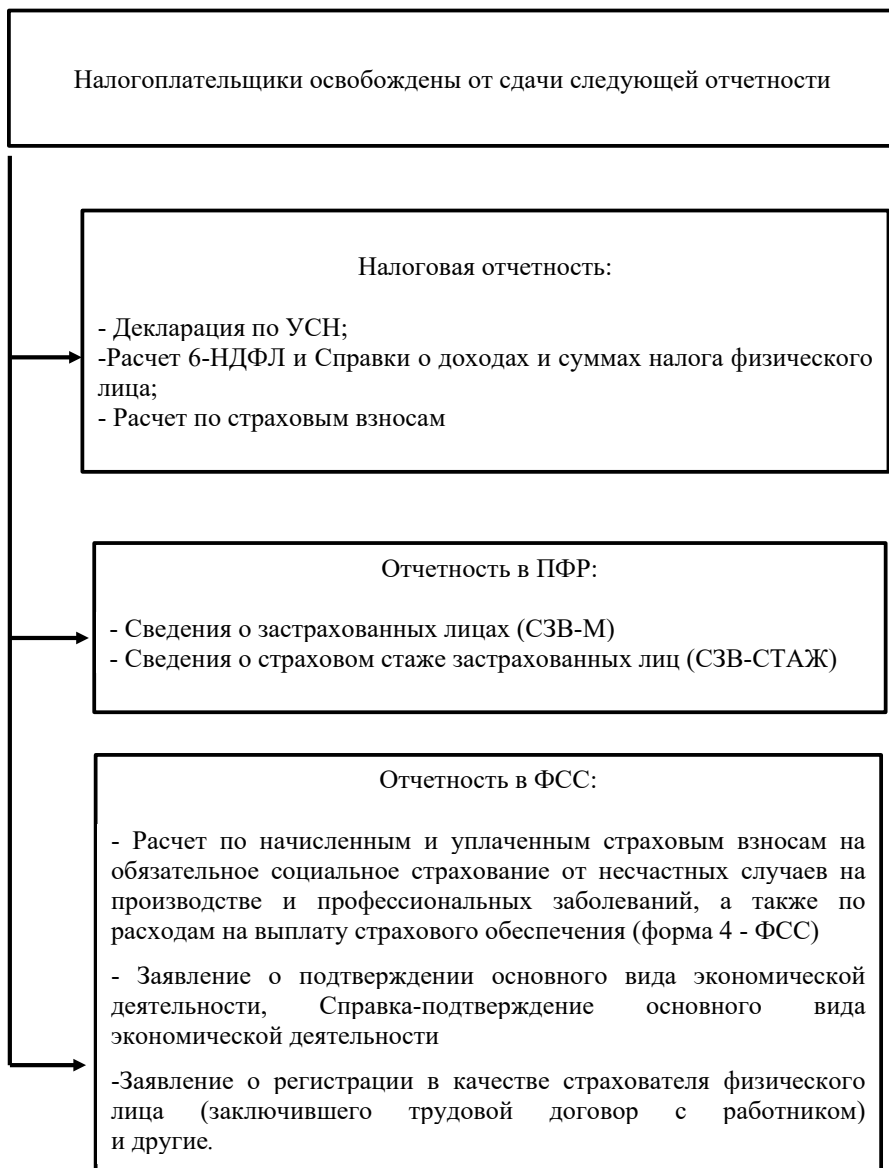 Налогоплательщики освобождены от сдачи следующей отчетности
Налоговая отчетность:
- Декларация по УСН;
-Расчет 6-НДФЛ и Справки о доходах и суммах налога физического
лица;
- Расчет по страховым взносам
Отчетность в ПФР:
- Сведения о застрахованных лицах (СЗВ-М)
- Сведения о страховом стаже застрахованных лиц (СЗВ-СТАЖ)
Отчетность в ФСС:
- Расчет по начисленным и уплаченным страховым взносам на
обязательное социальное страхование от несчастных случаев на
производстве и профессиональных заболеваний, а также по
расходам на выплату страхового обеспечения (форма 4 - ФСС)
- Заявление о подтверждении основного вида экономической
деятельности, Справка-подтверждение основного вида
экономической деятельности
-Заявление о регистрации в качестве страхователя физического
лица (заключившего трудовой договор с работником)
и другие.